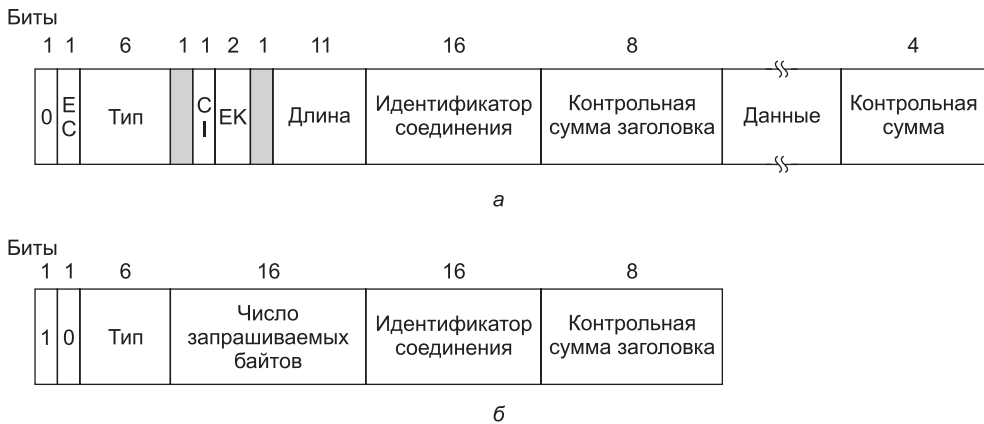 Биты
1 1 6 1 1 2 1 11 16 8 4
0 EC Тип CI EK Длина Идентификатор соединения Контрольная сумма заголовка Данные Контрольная сумма
а
Биты
1 1 6 16 16 8
1 0 Тип Число запрашиваемых байтов Идентификатор соединения Контрольная сумма заголовка
б